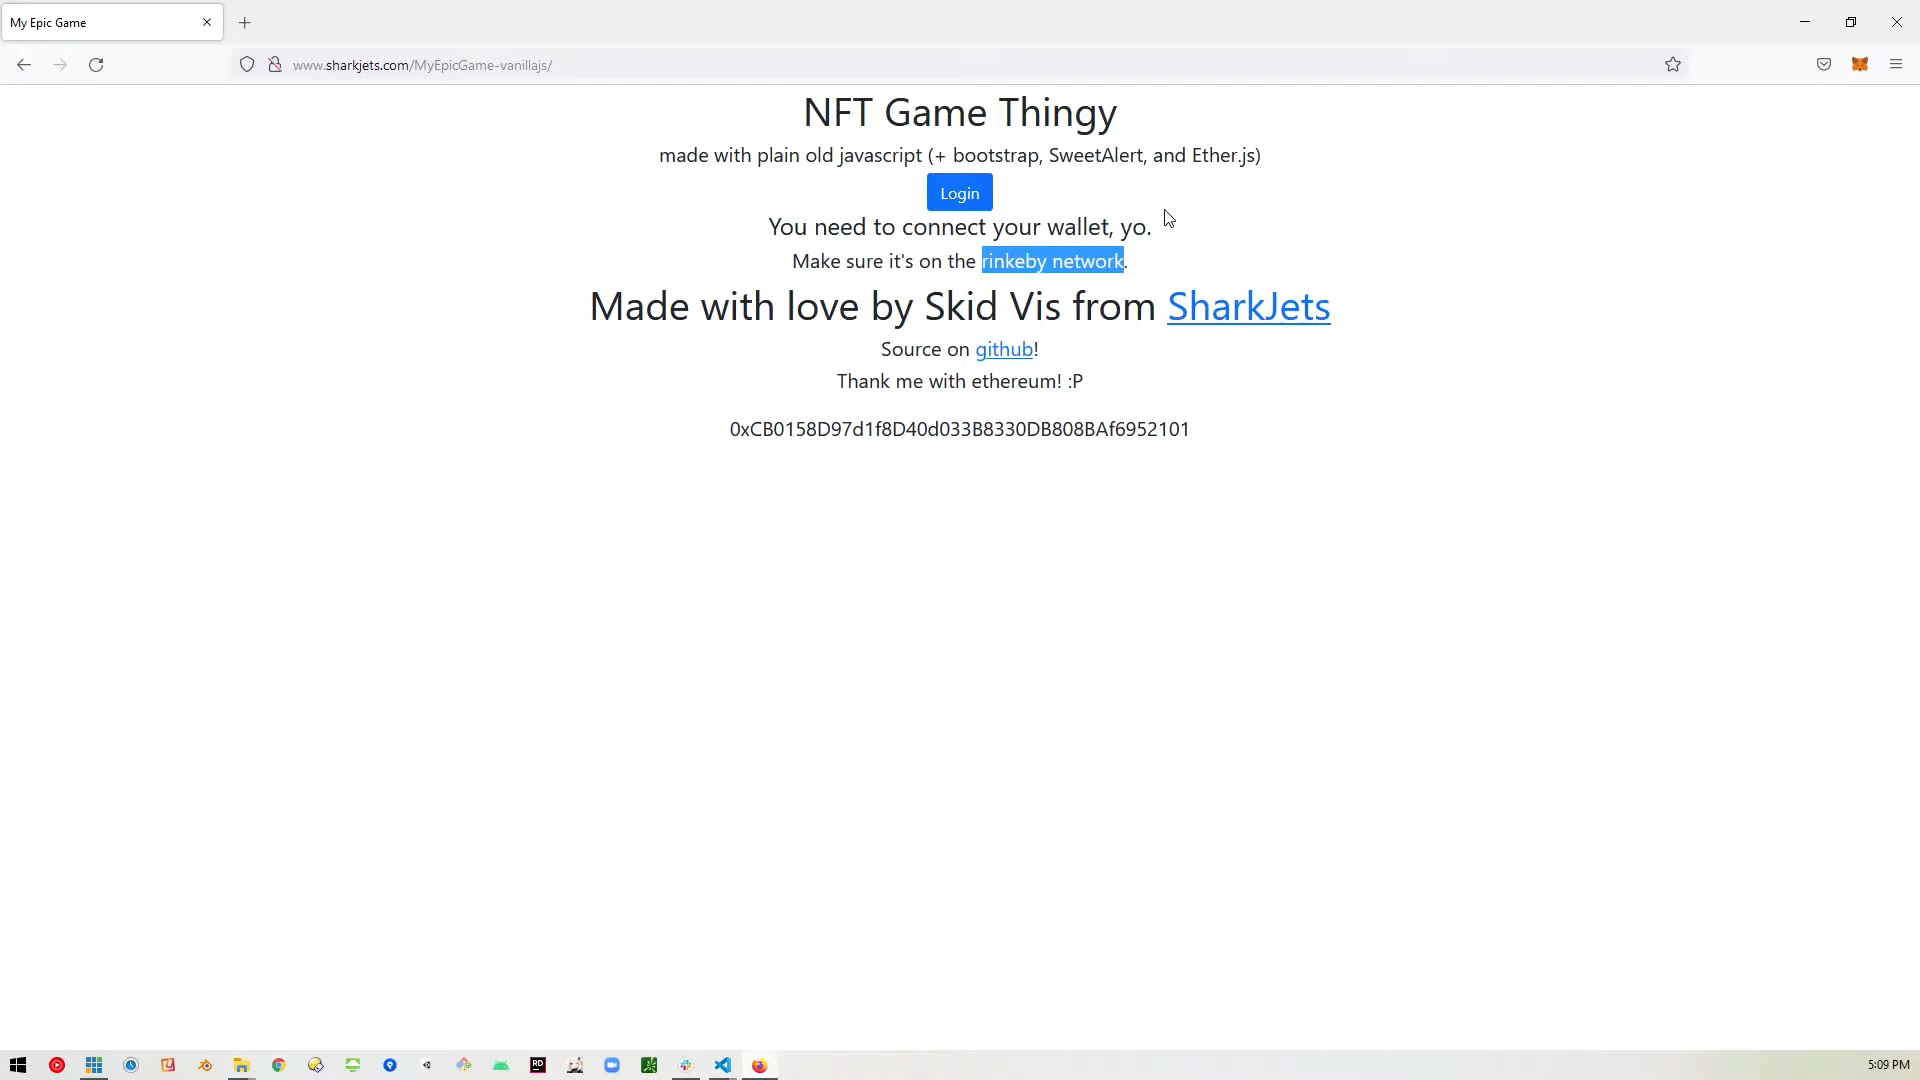 My Epic Game
www.sharkjets.com/MyEpicGame-vanillajs/
NFT Game Thingy
made with plain old javascript (+ bootstrap, SweetAlert, and Ether.js)
Login
You need to connect your wallet, yo.
Make sure it's on the rinkeby network.
Made with love by Skid Vis from SharkJets
Source on github!
Thank me with ethereum! :P
0xCB0158D97d1f8D40d033B8330DB808BAf6952101
RD
5:09 PM